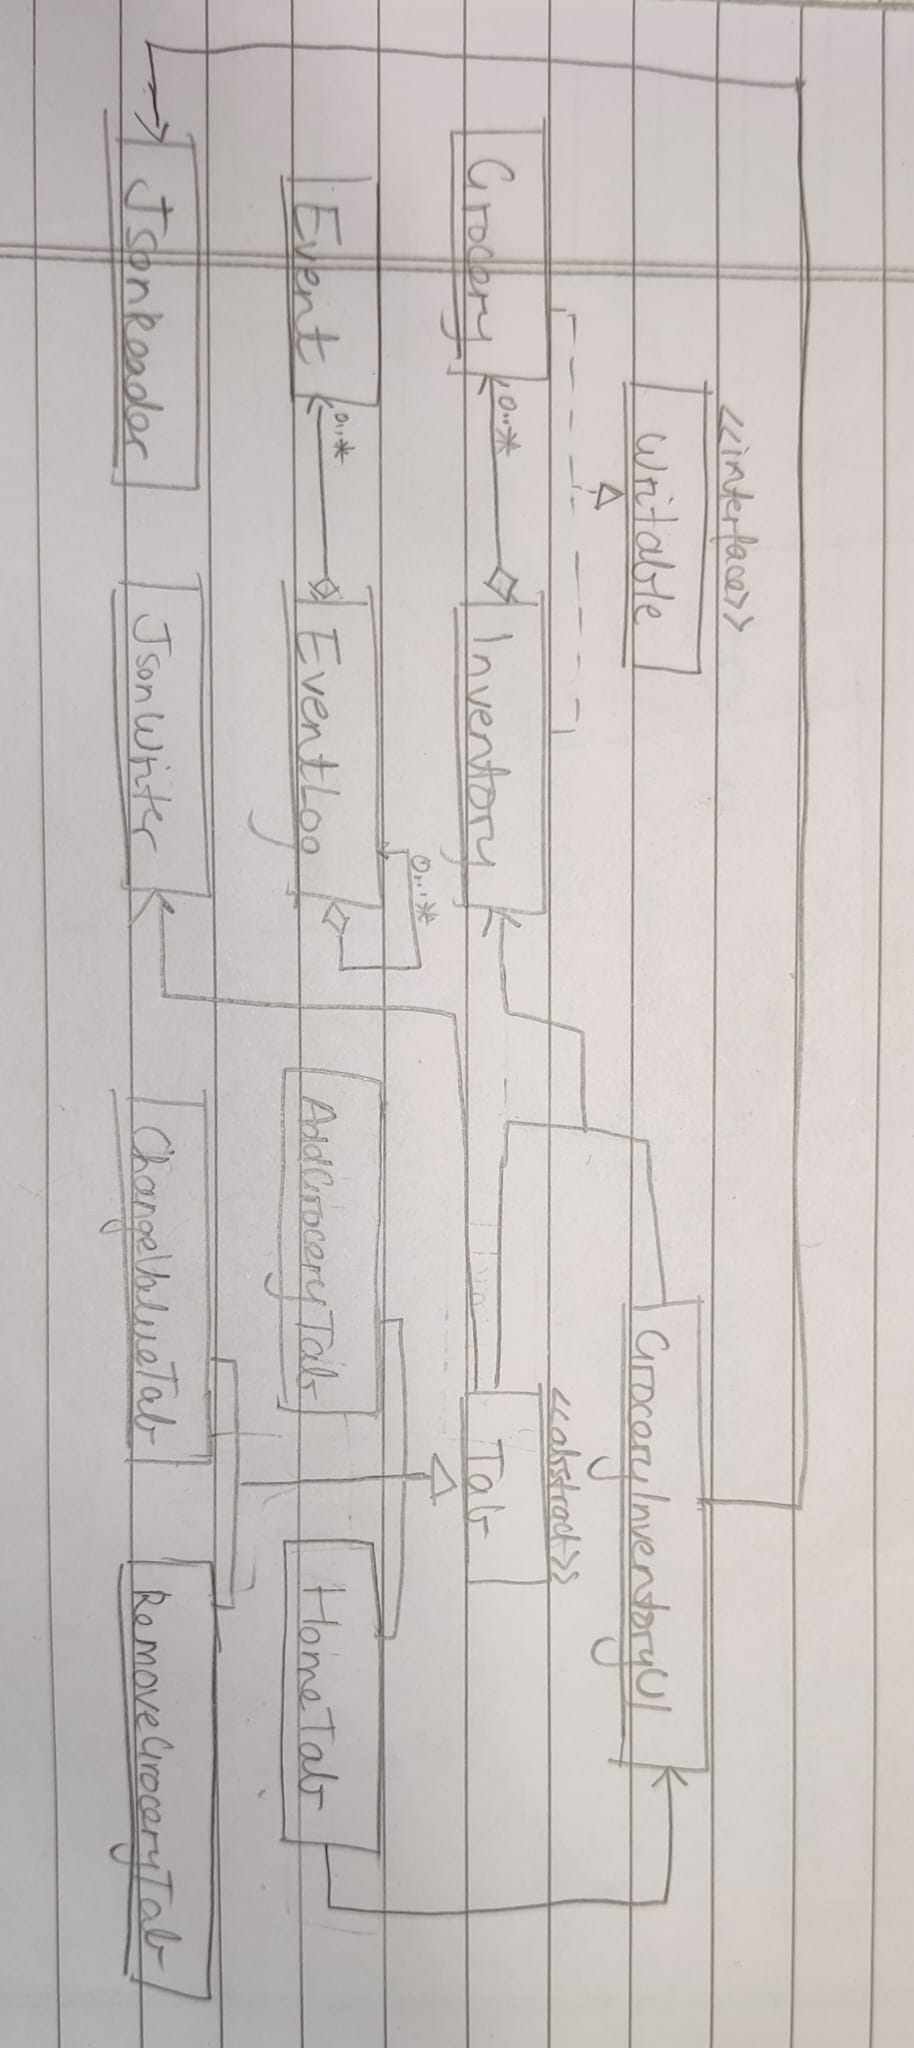 <<interface>>
Writable
GroceryInventoryUI
Grocery
0..*
Inventory
<<abstract>>
Tab
Event
0..*
EventLog
0..*
AddGroceryTab
HomeTab
JsonReader
JsonWriter
ChangeValueTab
RemoveGroceryTab